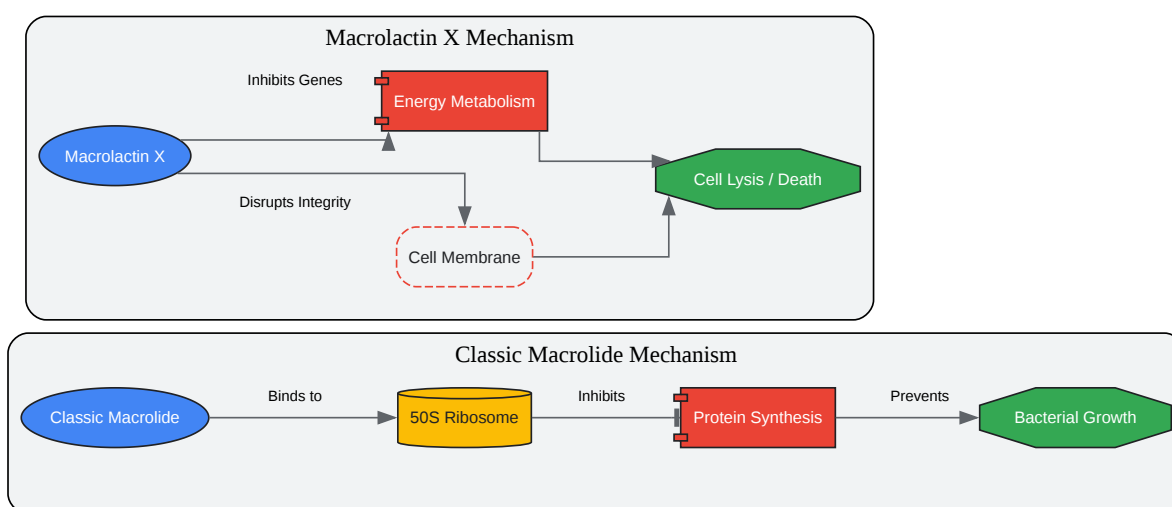 Macrolactin X Mechanism
Inhibits Genes
Energy Metabolism
Macrolactin X
Cell Lysis / Death
Disrupts Integrity
Cell Membrane
Classic Macrolide Mechanism
Classic Macrolide
Binds to
50S Ribosome
Inhibits
Protein Synthesis
Prevents
Bacterial Growth